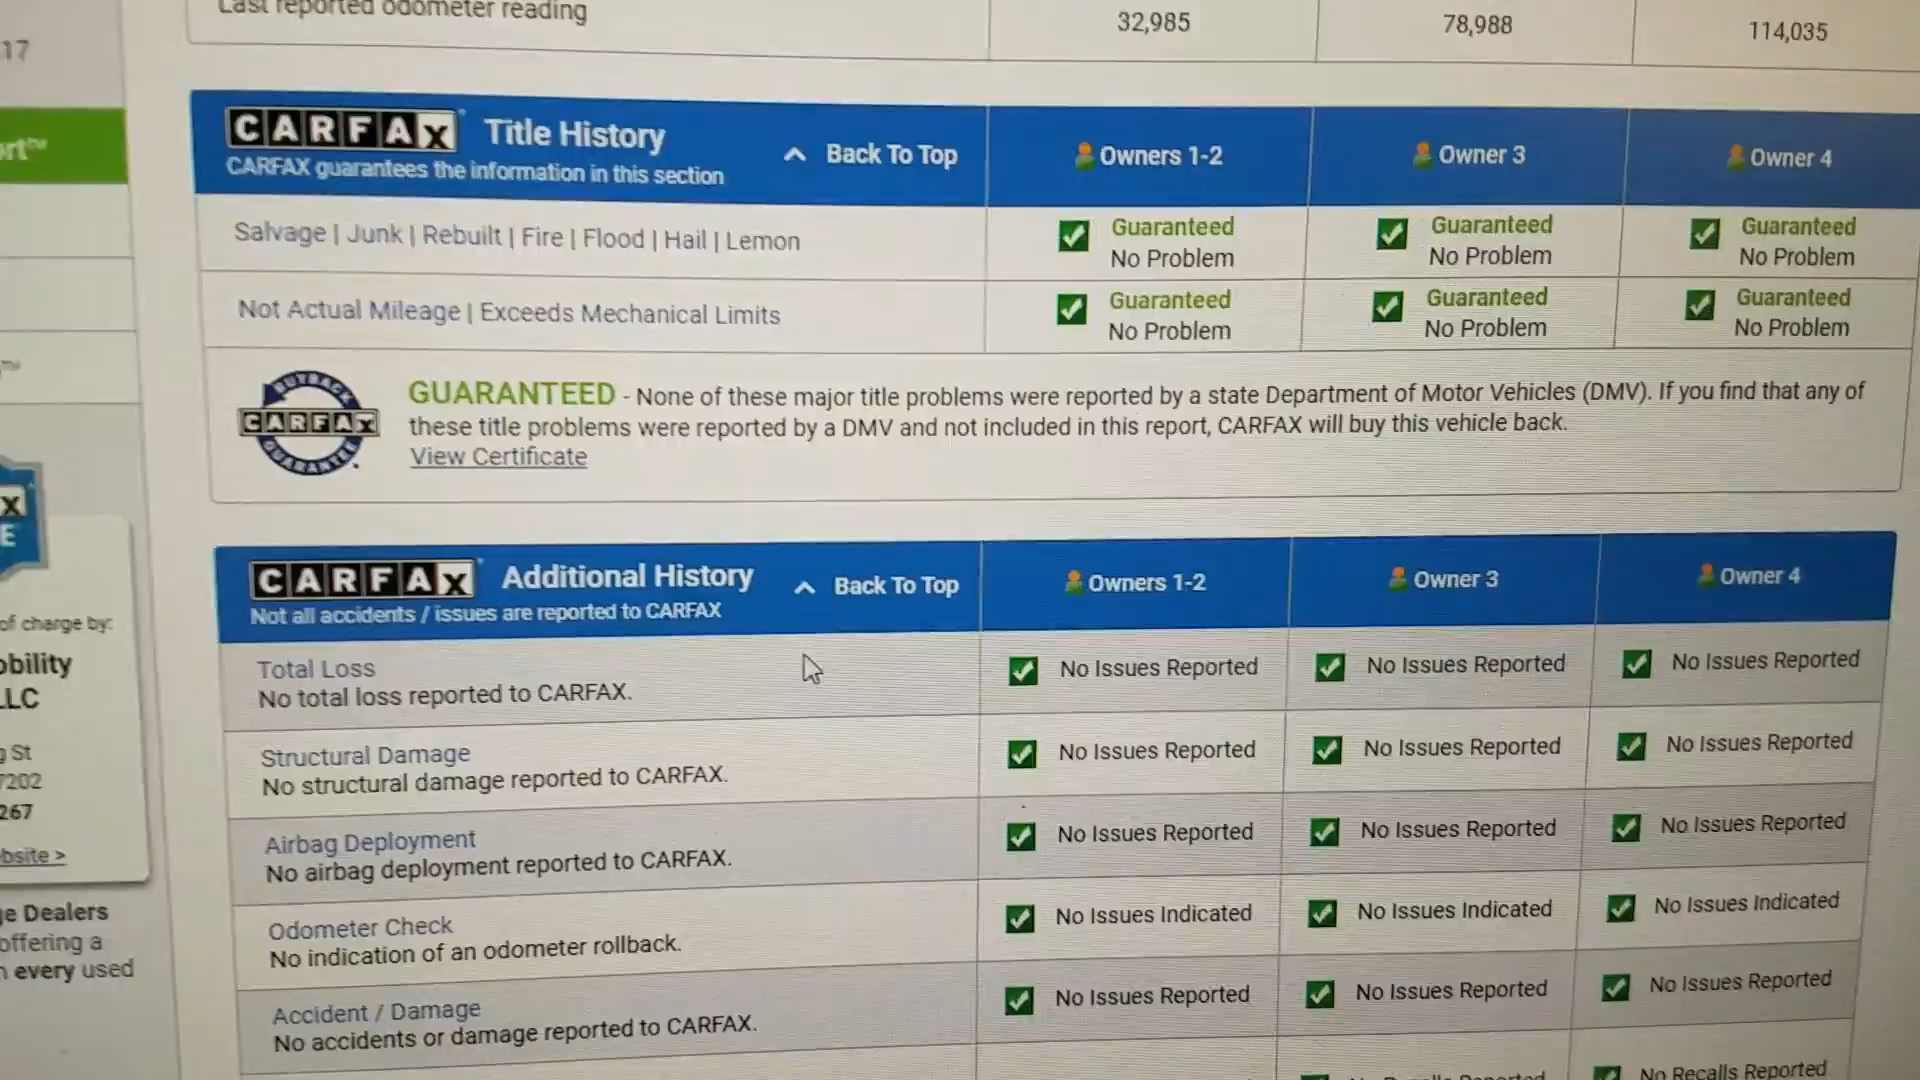 Last reported odometer reading 32,985 78,988 114,035
17
CARFAX Title History
CARFAX guarantees the information in this section
Back To Top
Owners 1-2 Owner 3 Owner 4
Salvage | Junk | Rebuilt | Fire | Flood | Hail | Lemon
Guaranteed Guaranteed Guaranteed
No Problem No Problem No Problem
Not Actual Mileage | Exceeds Mechanical Limits
Guaranteed Guaranteed Guaranteed
No Problem No Problem No Problem
BUYBACK
CARFAX
GUARANTEE
GUARANTEED - None of these major title problems were reported by a state Department of Motor Vehicles (DMV). If you find that any of
these title problems were reported by a DMV and not included in this report, CARFAX will buy this vehicle back.
View Certificate
CARFAX Additional History
Not all accidents / issues are reported to CARFAX
Back To Top
Owners 1-2 Owner 3 Owner 4
Total Loss
No total loss reported to CARFAX.
No Issues Reported No Issues Reported No Issues Reported
Structural Damage
No structural damage reported to CARFAX.
No Issues Reported No Issues Reported No Issues Reported
Airbag Deployment
No airbag deployment reported to CARFAX.
No Issues Reported No Issues Reported No Issues Reported
Odometer Check
No indication of an odometer rollback.
No Issues Indicated No Issues Indicated No Issues Indicated
Accident / Damage
No accidents or damage reported to CARFAX.
No Issues Reported No Issues Reported No Issues Reported
No Recalls Reported
of charge by:
LLC
St
7202
267
Dealers
offering a
every used